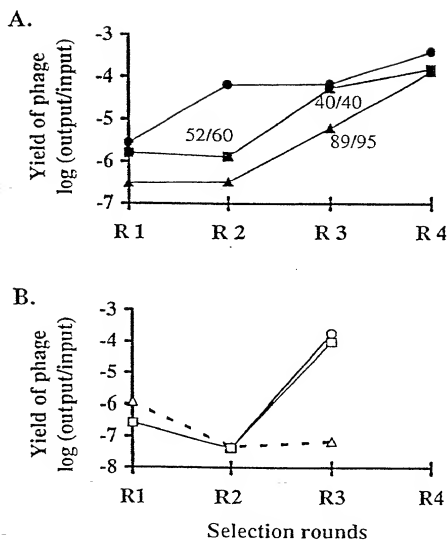 A.
Yield of phage
log (output/input)
-3
-4
-5
-6
-7
52/60
40/40
89/95
R 1
R 2
R 3
R 4
B.
Yield of phage
log (output/input)
-3
-4
-5
-6
-7
-8
R1
R2
R3
R4
Selection rounds